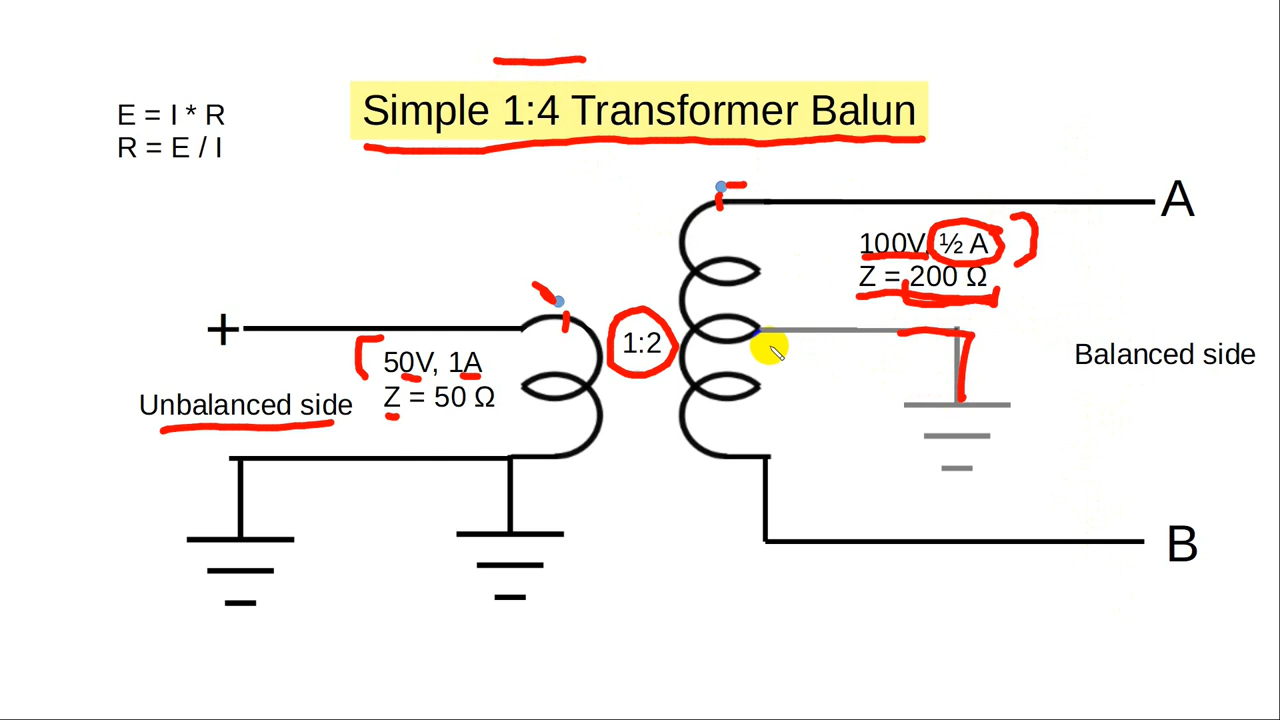 E = I * R
R = E / I
Simple 1:4 Transformer Balun
A
100V, ½ A
Z = 200 Ω
+
1:2
50V, 1A
Z = 50 Ω
Balanced side
Unbalanced side
B